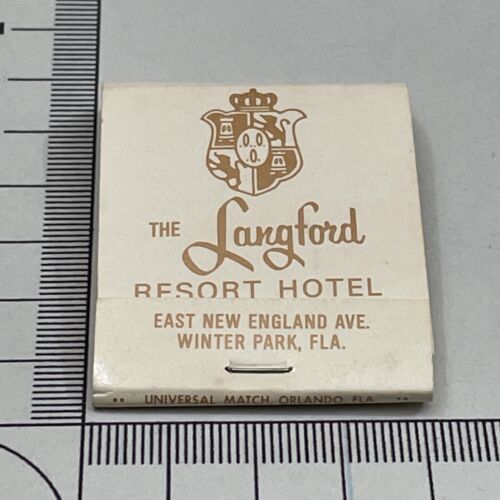 THE Langford
RESORT HOTEL
EAST NEW ENGLAND AVE.
WINTER PARK, FLA.
UNIVERSAL MATCH, ORLANDO, FLA.